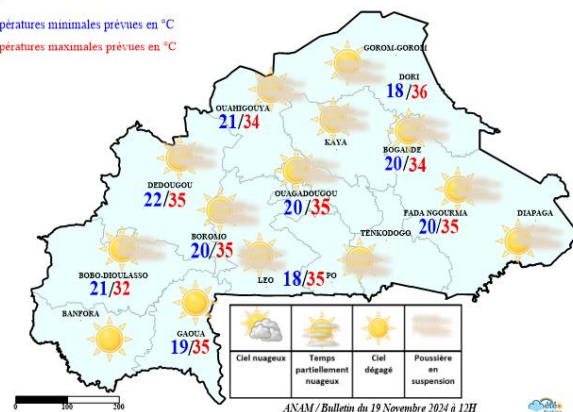 pératures minimales prévues en °C
pératures maximales prévues en °C
GOROM-GOROM
DORI
18/36
OUAHIGOUYA
21/34
KAYA
BOGANDE
20/34
DEDOUGOU
22/35
OUAGADOUGOU
20/35
FADA NGOURMA
20/35
DIAPAGA
BOROMO
20/35
TENKODOGO
BOBO-DIOULASSO
21/32
LEO
18/35
PO
BANFORA
GAOUA
19/35
Ciel nuageux
Temps partiellement nuageux
Ciel dégagé
Poussière en suspension
0 100 200
ANAM / Bulletin du 19 Novembre 2024 à 12H